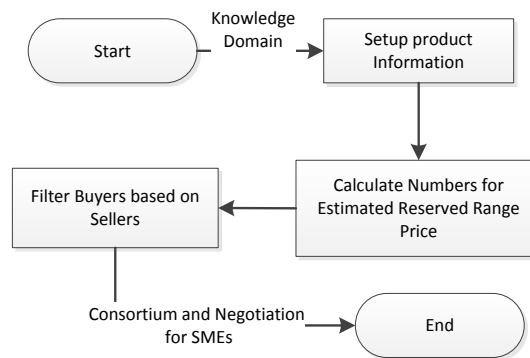 Start
Knowledge
Domain
Setup product
Information
Calculate Numbers for
Estimated Reserved Range
Price
Filter Buyers based on
Sellers
Consortium and Negotiation
for SMEs
End